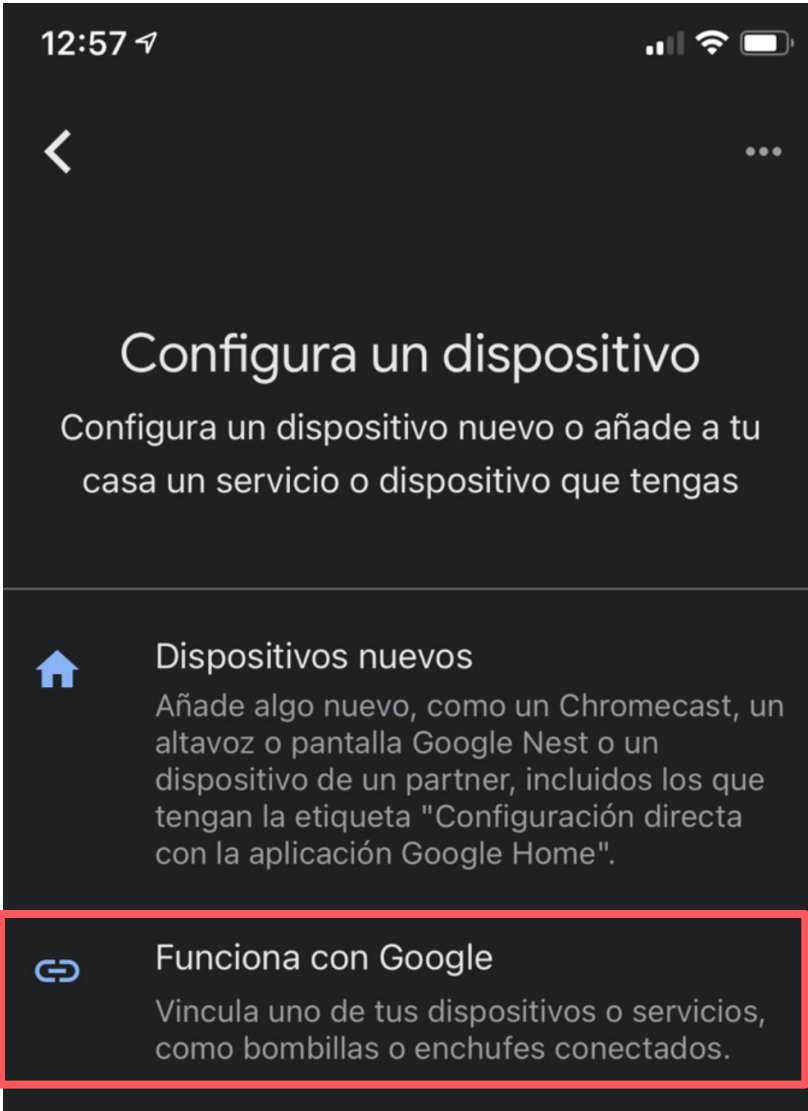 12:57
Configura un dispositivo
Configura un dispositivo nuevo o añade a tu
casa un servicio o dispositivo que tengas
Dispositivos nuevos
Añade algo nuevo, como un Chromecast, un
altavoz o pantalla Google Nest o un
dispositivo de un partner, incluidos los que
tengan la etiqueta "Configuración directa
con la aplicación Google Home".
Funciona con Google
Vincula uno de tus dispositivos o servicios,
como bombillas o enchufes conectados.